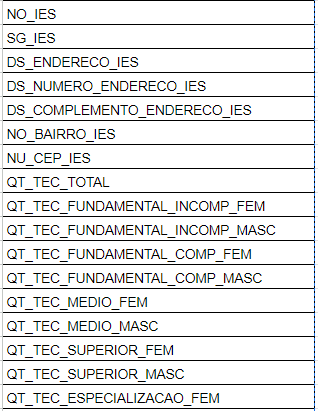 NO_IES
SG_IES
DS_ENDERECO_IES
DS_NUMERO_ENDERECO_IES
DS_COMPLEMENTO_ENDERECO_IES
NO_BAIRRO_IES
NU_CEP_IES
QT_TEC_TOTAL
QT_TEC_FUNDAMENTAL_INCOMP_FEM
QT_TEC_FUNDAMENTAL_INCOMP_MASC
QT_TEC_FUNDAMENTAL_COMP_FEM
QT_TEC_FUNDAMENTAL_COMP_MASC
QT_TEC_MEDIO_FEM
QT_TEC_MEDIO_MASC
QT_TEC_SUPERIOR_FEM
QT_TEC_SUPERIOR_MASC
QT_TEC_ESPECIALIZACAO_FEM